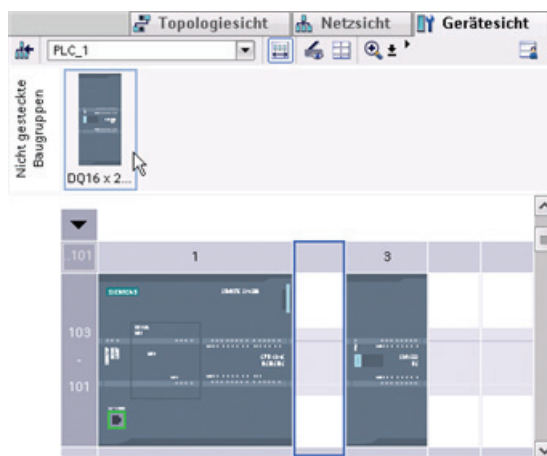 Topologiesicht Netzsicht Gerätesicht
PLC_1
Nicht gesteckte
Baugruppen
DQ16 x 2...
101 1 3
SIEMENS
103
-
101